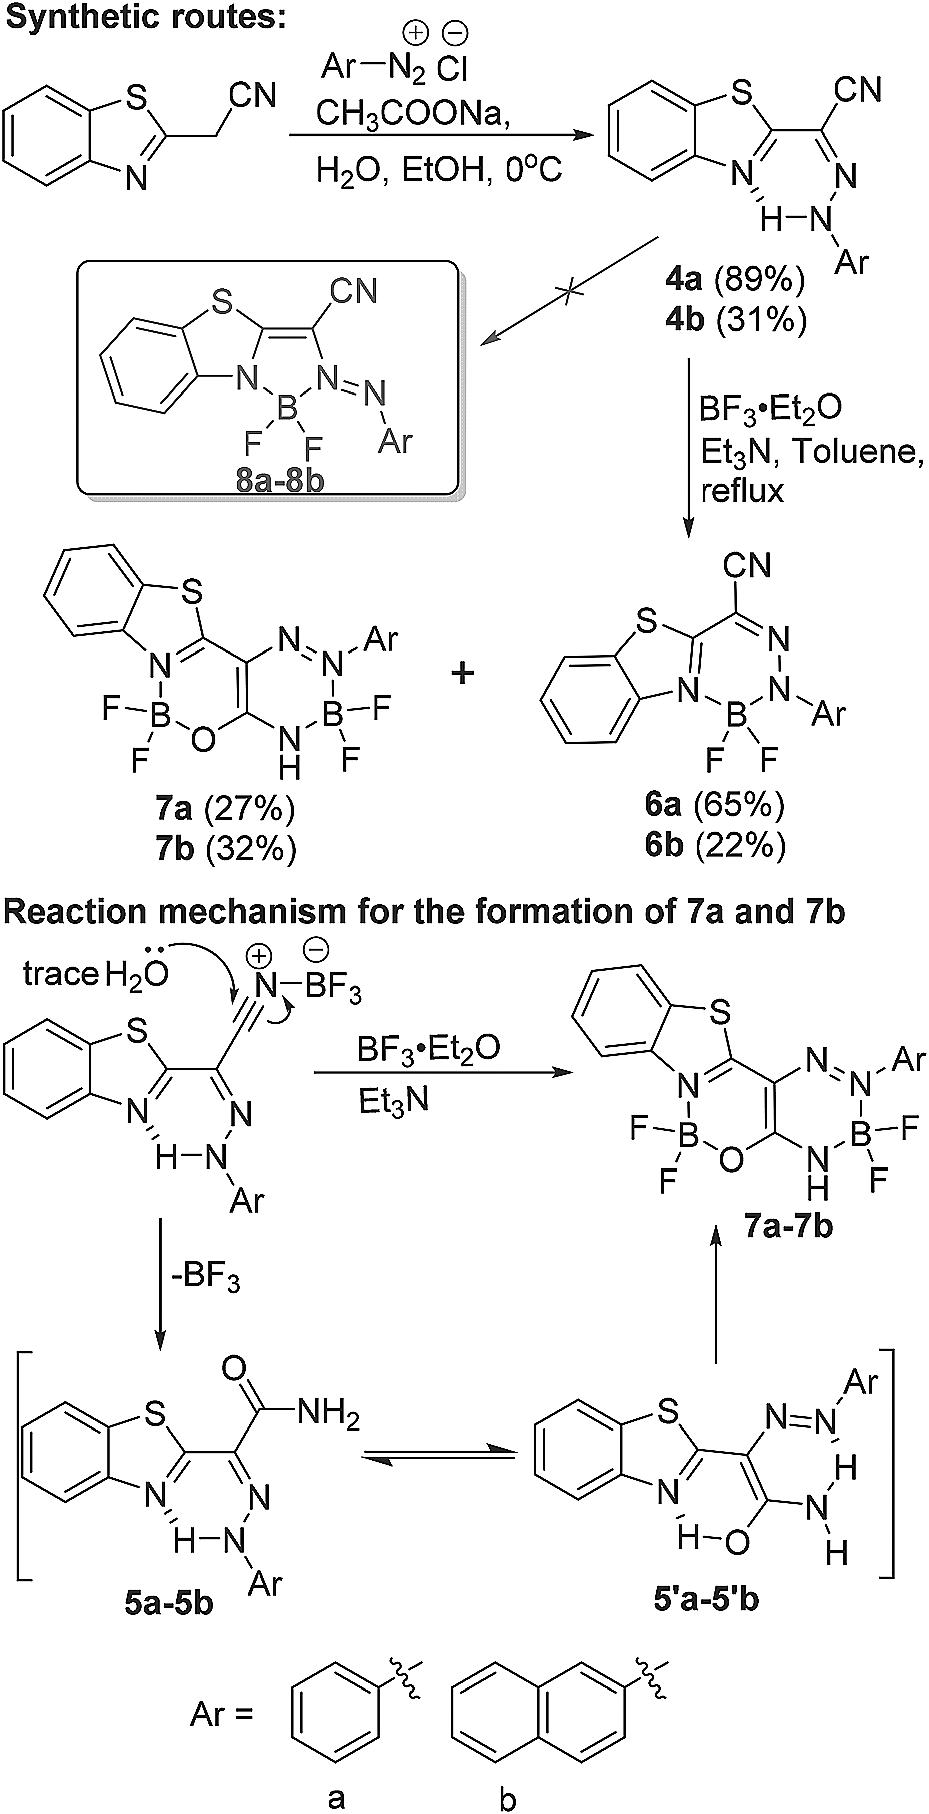 Synthetic routes:
⊕ ⊖
Ar–N2 Cl
CH3COONa,
H2O, EtOH, 0°C
S
CN
N
S
CN
N
N
H–N
Ar
4a (89%)
4b (31%)
S
CN
N
N=N
B
F
F
Ar
8a-8b
BF3•Et2O
Et3N, Toluene,
reflux
S
N=N
Ar
N
F–B
B–F
F
O
N
H
F
7a (27%)
7b (32%)
+
CN
S
N
N
N
B
Ar
F
F
6a (65%)
6b (22%)
Reaction mechanism for the formation of 7a and 7b
trace H2O
⊕ ⊖
N–BF3
S
N
N
H–N
Ar
BF3•Et2O
Et3N
S
N=N
Ar
N
F–B
B–F
F
O
N
H
F
7a-7b
-BF3
O
S
NH2
N
N
H–N
Ar
5a-5b
Ar
S
N=N
N
H
H–O
N
H
5'a-5'b
Ar =
a
b